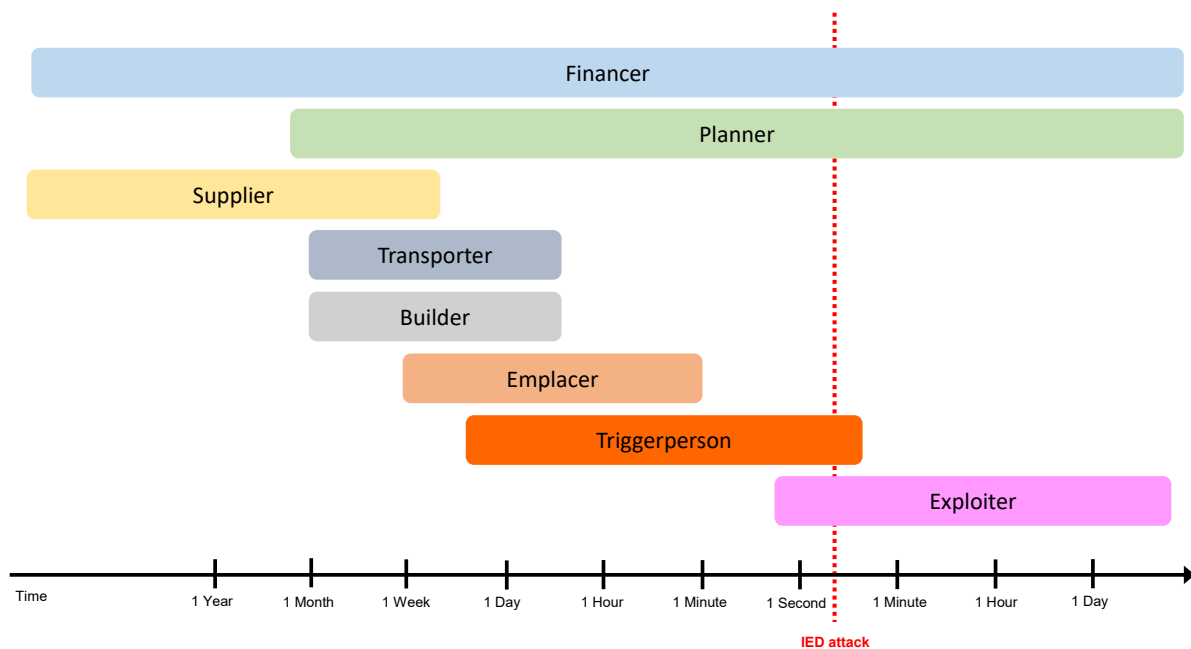 Financer
Planner
Supplier
Transporter
Builder
Emplacer
Triggerperson
Exploiter
Time
1 Year
1 Month
1 Week
1 Day
1 Hour
1 Minute
1 Second
1 Minute
1 Hour
1 Day
IED attack